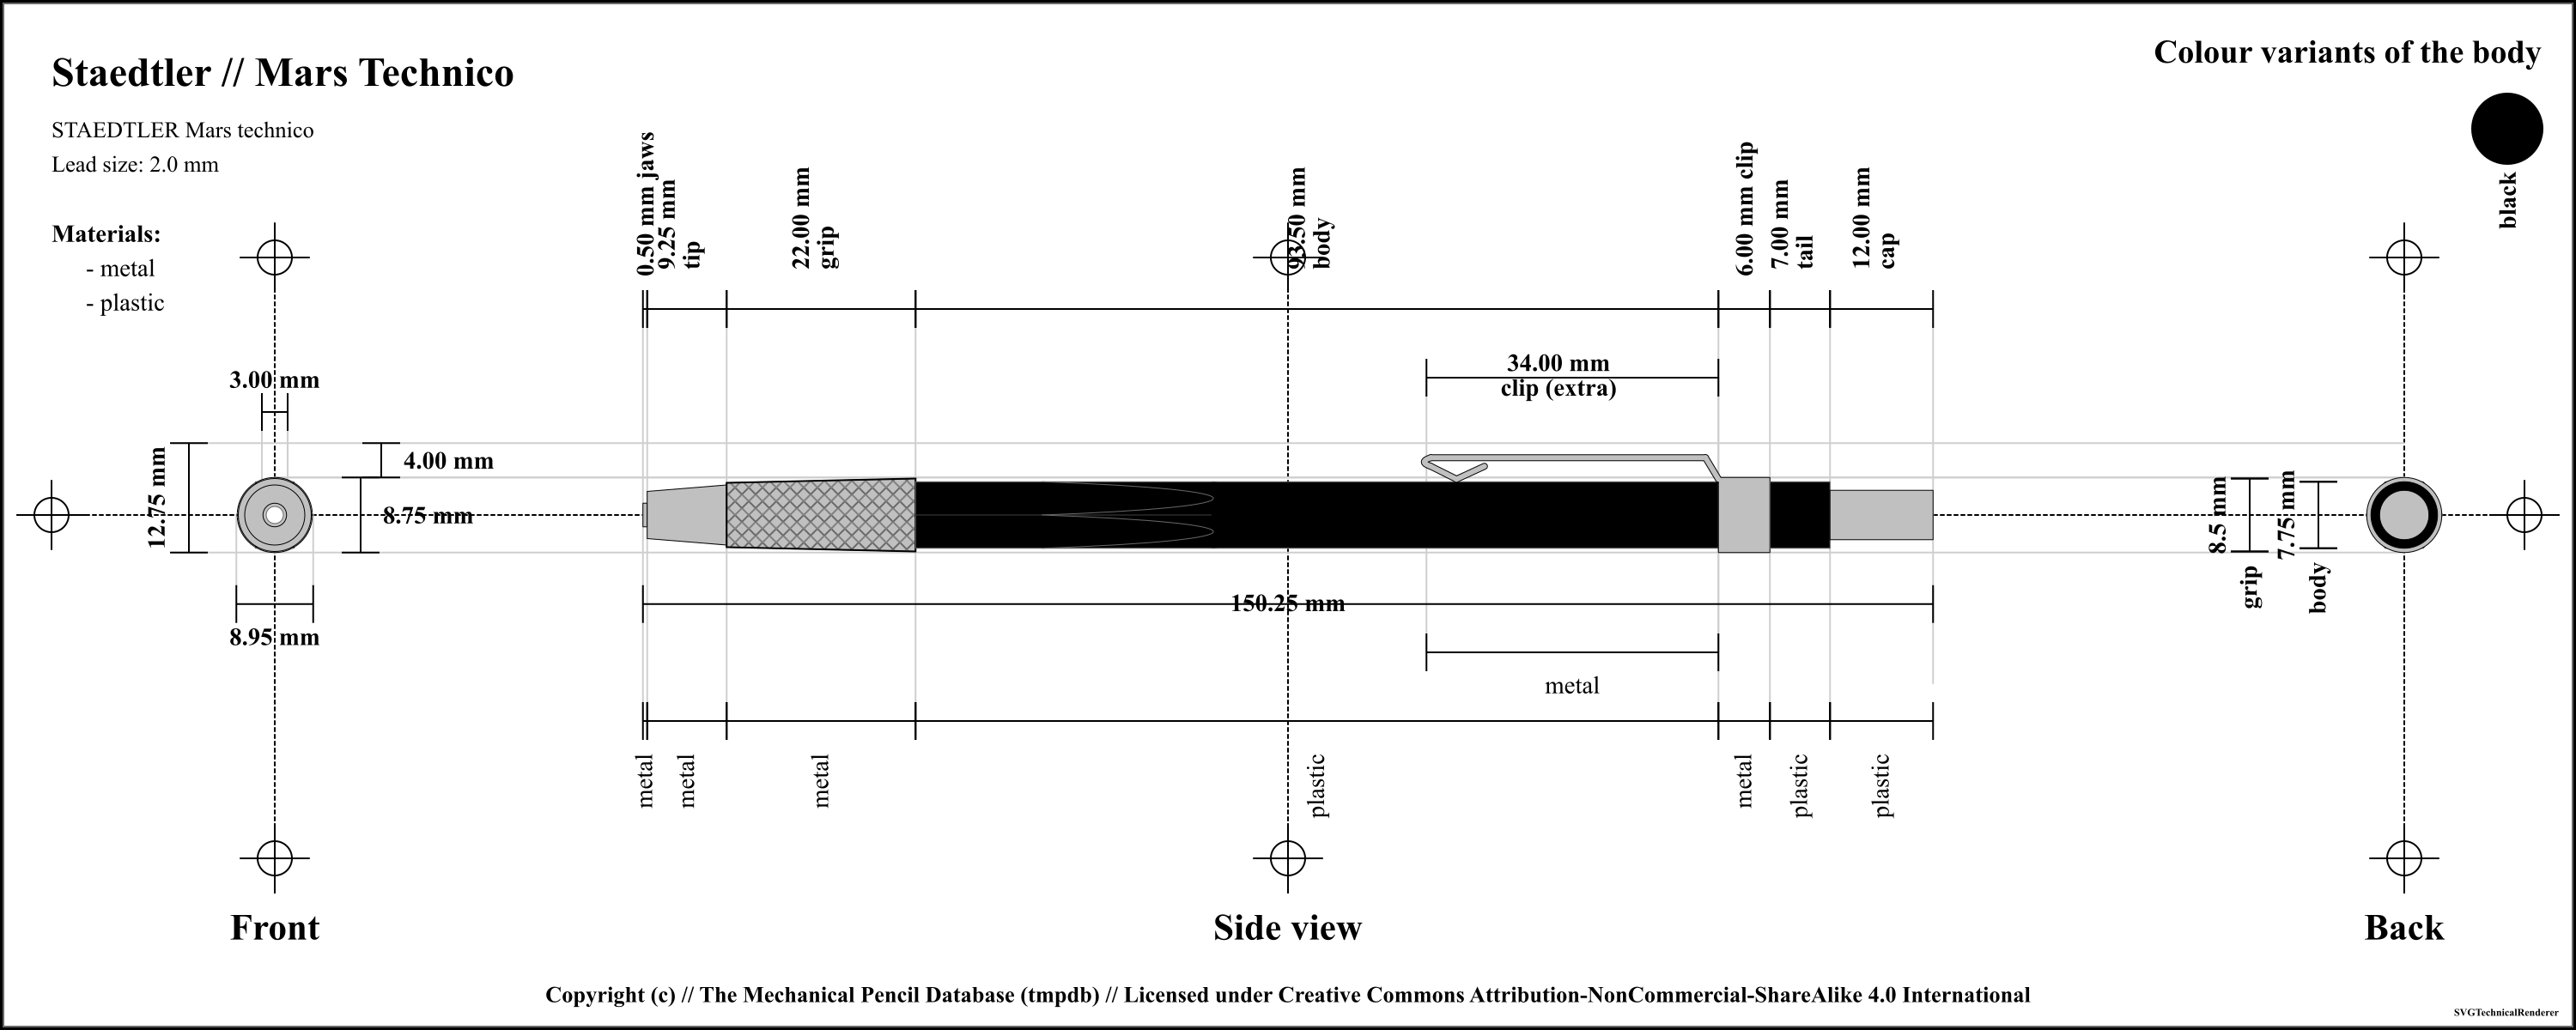 Staedtler // Mars Technico
Colour variants of the body
STAEDTLER Mars technico
Lead size: 2.0 mm
black
Materials:
- metal
- plastic
0.50 mm jaws
9.25 mm
tip
22.00 mm
grip
93.50 mm
body
6.00 mm clip
7.00 mm
tail
12.00 mm
cap
34.00 mm
clip (extra)
3.00 mm
12.75 mm
4.00 mm
8.75 mm
8.95 mm
8.5 mm
grip
7.75 mm
body
150.25 mm
metal
metal
metal
metal
plastic
metal
plastic
plastic
Front
Side view
Back
Copyright (c) // The Mechanical Pencil Database (tmpdb) // Licensed under Creative Commons Attribution-NonCommercial-ShareAlike 4.0 International
SVGTechnicalRenderer